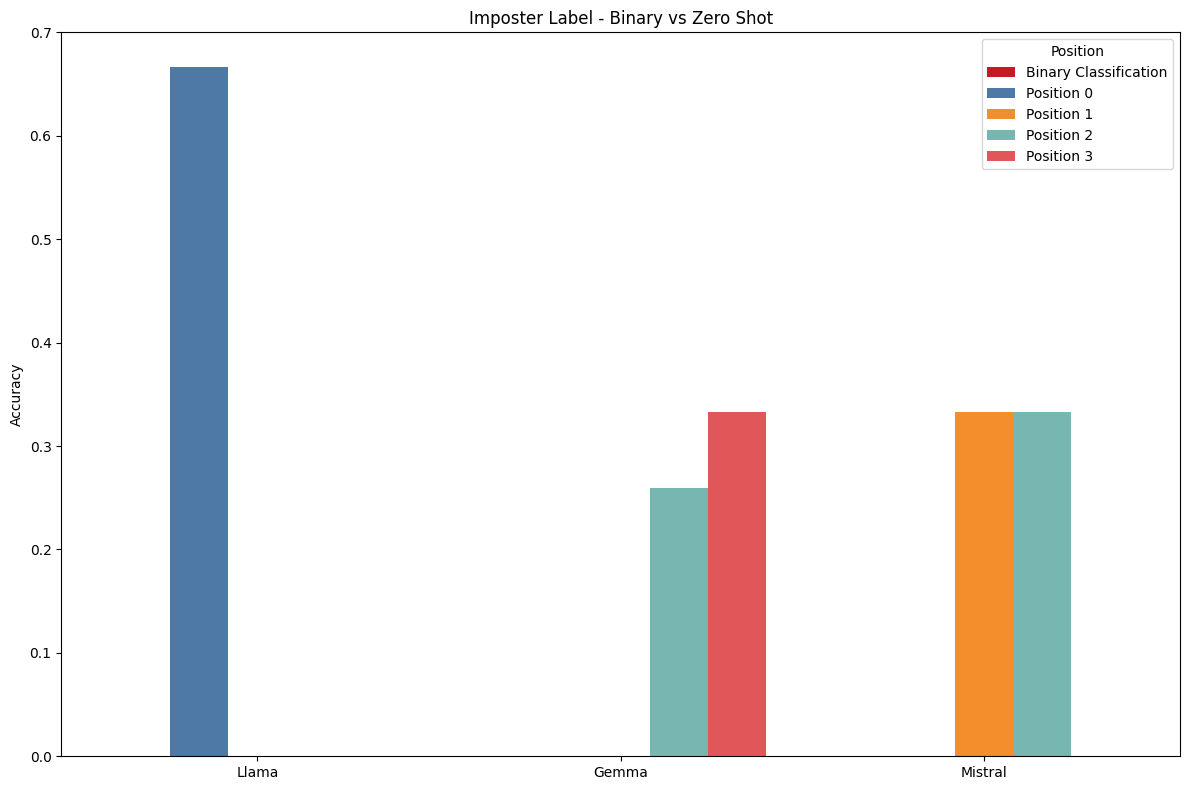 Imposter Label - Binary vs Zero Shot
Position
Binary Classification
Position 0
Position 1
Position 2
Position 3
Accuracy
0.7
0.6
0.5
0.4
0.3
0.2
0.1
0.0
Llama
Gemma
Mistral